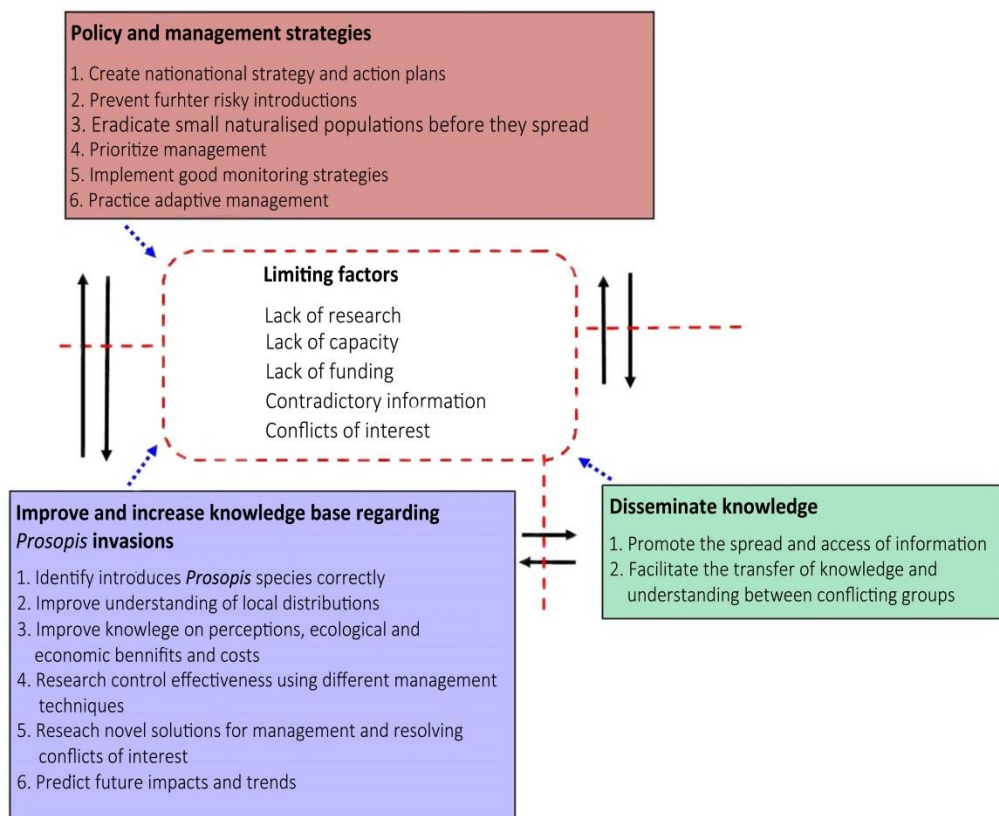 Policy and management strategies
1. Create nationational strategy and action plans
2. Prevent furhter risky introductions
3. Eradicate small naturalised populations before they spread
4. Prioritize management
5. Implement good monitoring strategies
6. Practice adaptive management
Limiting factors
Lack of research
Lack of capacity
Lack of funding
Contradictory information
Conflicts of interest
Improve and increase knowledge base regarding
Prosopis invasions
1. Identify introduces Prosopis species correctly
2. Improve understanding of local distributions
3. Improve knowlege on perceptions, ecological and
economic bennifits and costs
4. Research control effectiveness using different management
techniques
5. Reseach novel solutions for management and resolving
conflicts of interest
6. Predict future impacts and trends
Disseminate knowledge
1. Promote the spread and access of information
2. Facilitate the transfer of knowledge and
understanding between conflicting groups